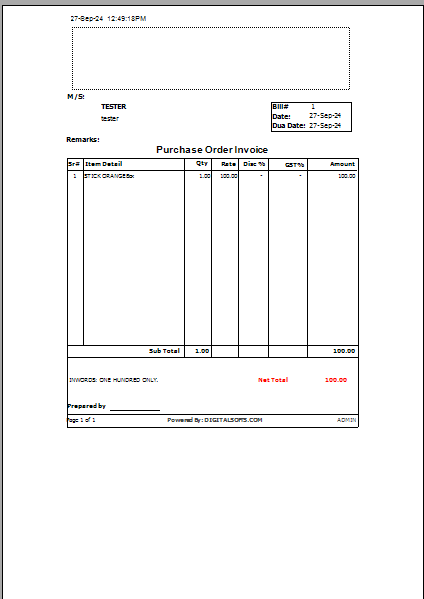 27-Sep-24 12:49:18PM
M/S:
TESTER
tester
Bill# 1
Date: 27-Sep-24
Dua Date: 27-Sep-24
Remarks:
Purchase Order Invoice
Sr# Item Detail Qty Rate Disc % GST% Amount
1 STICK ORANGE Box 1.00 100.00 - - 100.00
Sub Total 1.00 100.00
INWORDS: ONE HUNDRED ONLY. Net Total 100.00
Prepared by
Page 1 of 1 Powered By: DIGITALSOFTS.COM ADMIN